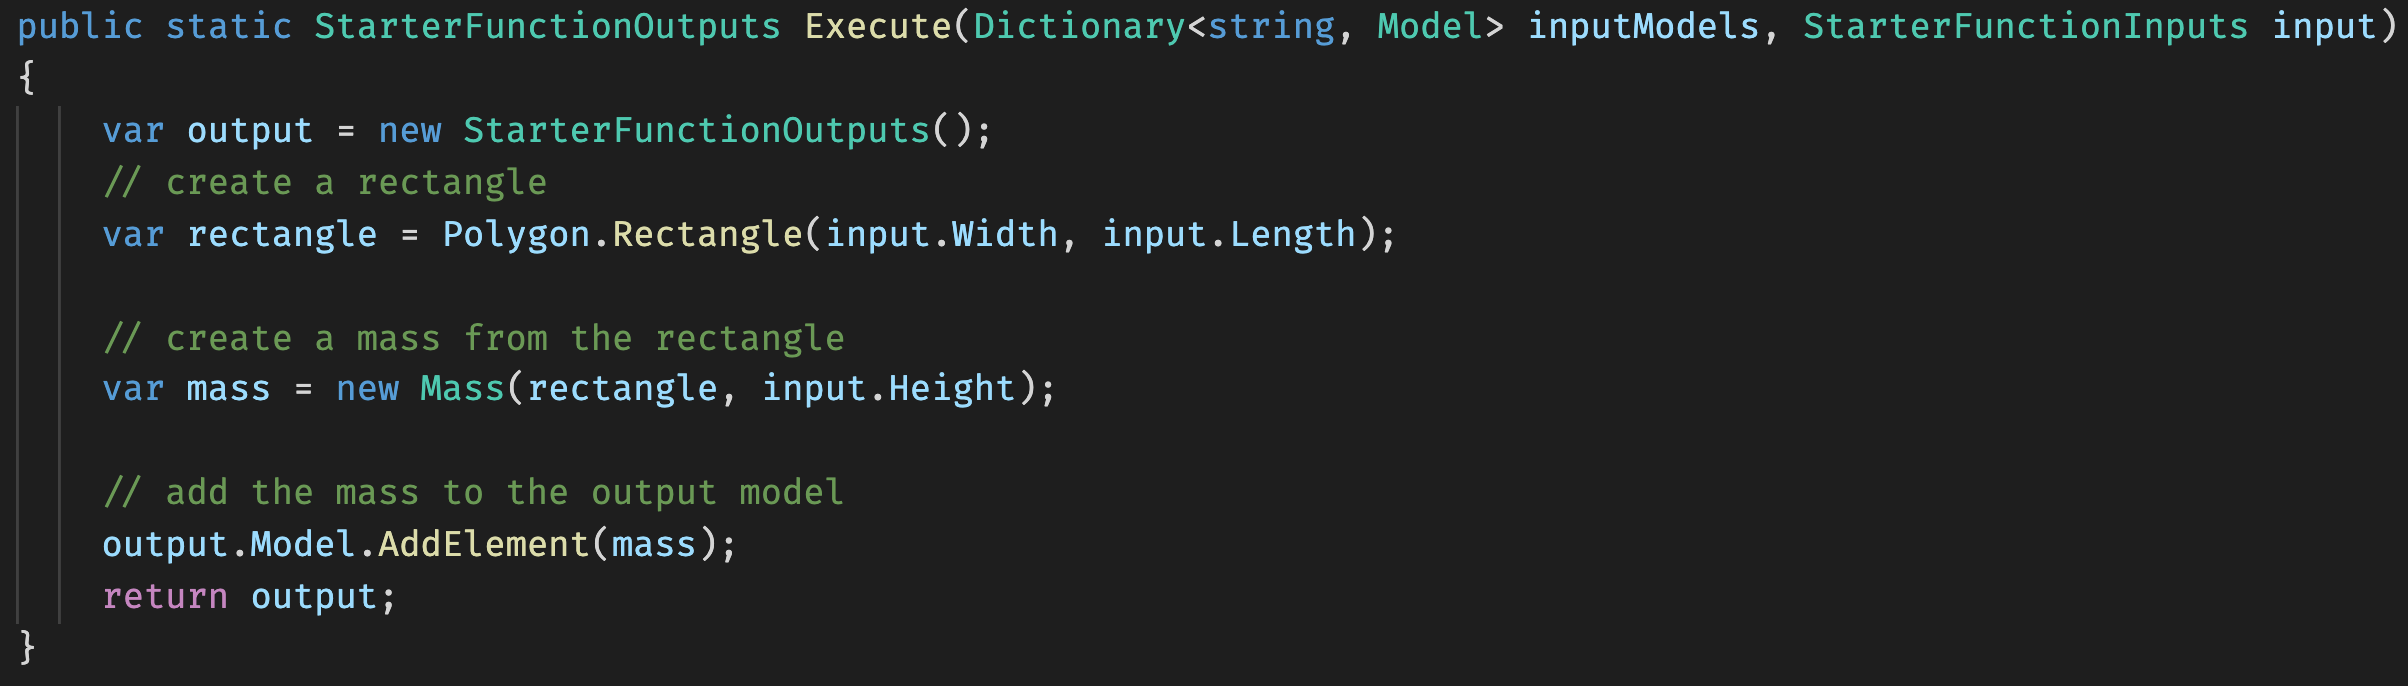 public static StarterFunctionOutputs Execute(Dictionary<string, Model> inputModels, StarterFunctionInputs input)
{
var output = new StarterFunctionOutputs();
// create a rectangle
var rectangle = Polygon.Rectangle(input.Width, input.Length);
// create a mass from the rectangle
var mass = new Mass(rectangle, input.Height);
// add the mass to the output model
output.Model.AddElement(mass);
return output;
}